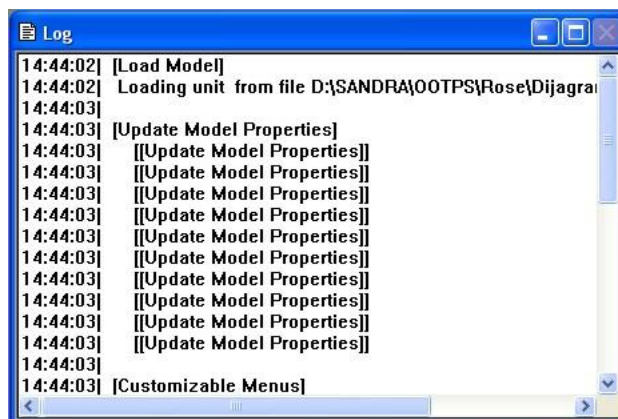 Log
14:44:02| [Load Model]
14:44:02| Loading unit from file D:\SANDRA\OOTPS\Rose\Dijagra
14:44:03|
14:44:03| [Update Model Properties]
14:44:03| [[Update Model Properties]]
14:44:03| [[Update Model Properties]]
14:44:03| [[Update Model Properties]]
14:44:03| [[Update Model Properties]]
14:44:03| [[Update Model Properties]]
14:44:03| [[Update Model Properties]]
14:44:03| [[Update Model Properties]]
14:44:03| [[Update Model Properties]]
14:44:03| [[Update Model Properties]]
14:44:03| [[Update Model Properties]]
14:44:03|
14:44:03| [Customizable Menus]